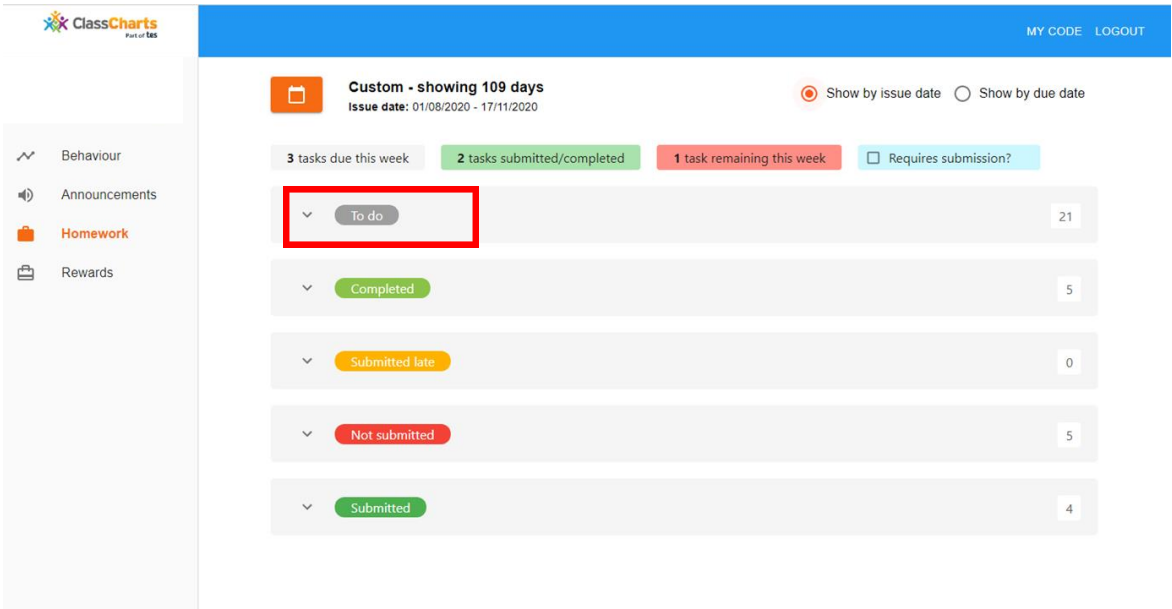 ClassCharts
Part of tes
MY CODE LOGOUT
Custom - showing 109 days
Issue date: 01/08/2020 - 17/11/2020
Show by issue date Show by due date
Behaviour
Announcements
Homework
Rewards
3 tasks due this week 2 tasks submitted/completed 1 task remaining this week Requires submission?
To do 21
Completed 5
Submitted late 0
Not submitted 5
Submitted 4